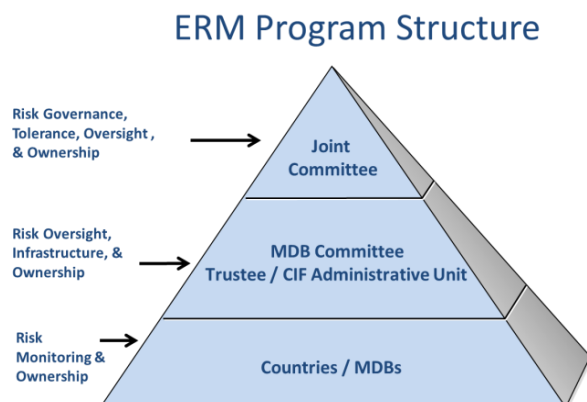 ERM Program Structure
Risk Governance,
Tolerance, Oversight ,
& Ownership
Joint
Committee
Risk Oversight,
Infrastructure, &
Ownership
MDB Committee
Trustee / CIF Administrative Unit
Risk
Monitoring &
Ownership
Countries / MDBs